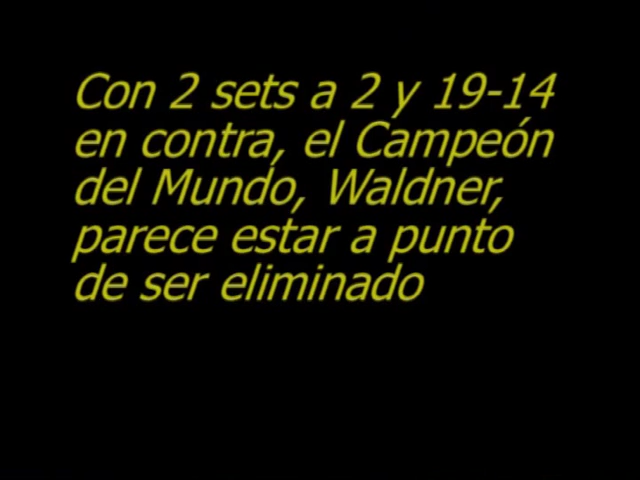 Con 2 sets a 2 y 19-14
en contra, el Campeón
del Mundo, Waldner,
parece estar a punto
de ser eliminado